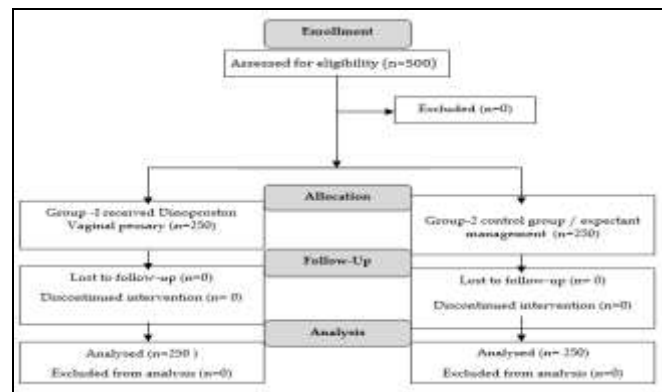 Enrollment
Assessed for eligibility (n=500)
Excluded (n=0)
Allocation
Group -1 received Dinoproston
Vaginal pessary (n=250)
Group-2 control group / expectant
management (n=250)
Follow-Up
Lost to follow-up (n=0)
Discontinued intervention (n= 0)
Lost to follow-up (n= 0)
Discontinued intervention (n=0)
Analysis
Analysed (n=250 )
Excluded from analysis (n=0)
Analysed (n= 250)
Excluded from analysis (n=0)